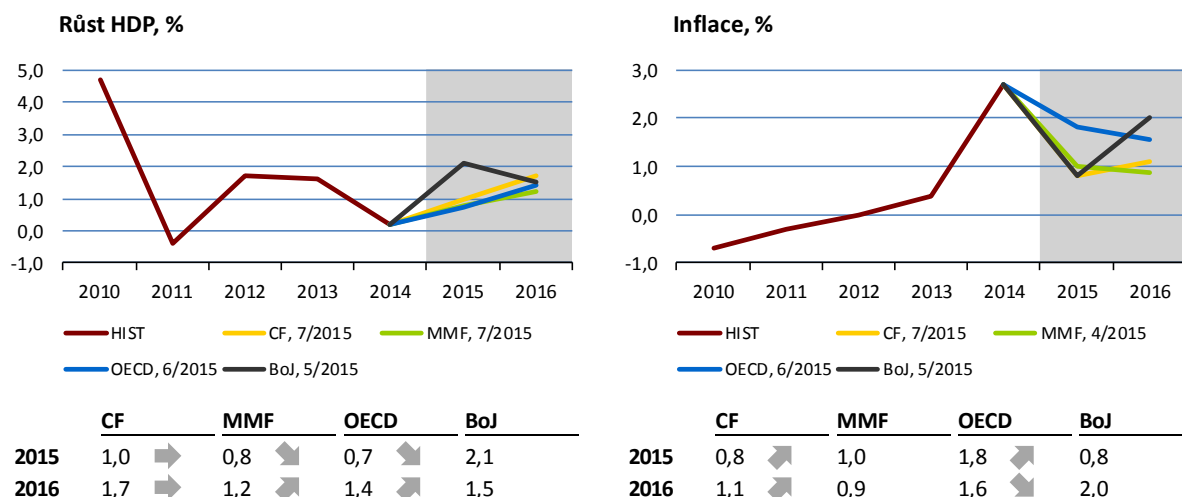 Růst HDP, %
5,0
4,0
3,0
2,0
1,0
0,0
-1,0
2010 2011 2012 2013 2014 2015 2016
HIST CF, 7/2015 MMF, 7/2015
OECD, 6/2015 BoJ, 5/2015
CF MMF OECD BoJ
2015 1,0 0,8 0,7 2,1
2016 1,7 1,2 1,4 1,5
Inflace, %
3,0
2,0
1,0
0,0
-1,0
2010 2011 2012 2013 2014 2015 2016
HIST CF, 7/2015 MMF, 4/2015
OECD, 6/2015 BoJ, 5/2015
CF MMF OECD BoJ
2015 0,8 1,0 1,8 0,8
2016 1,1 0,9 1,6 2,0